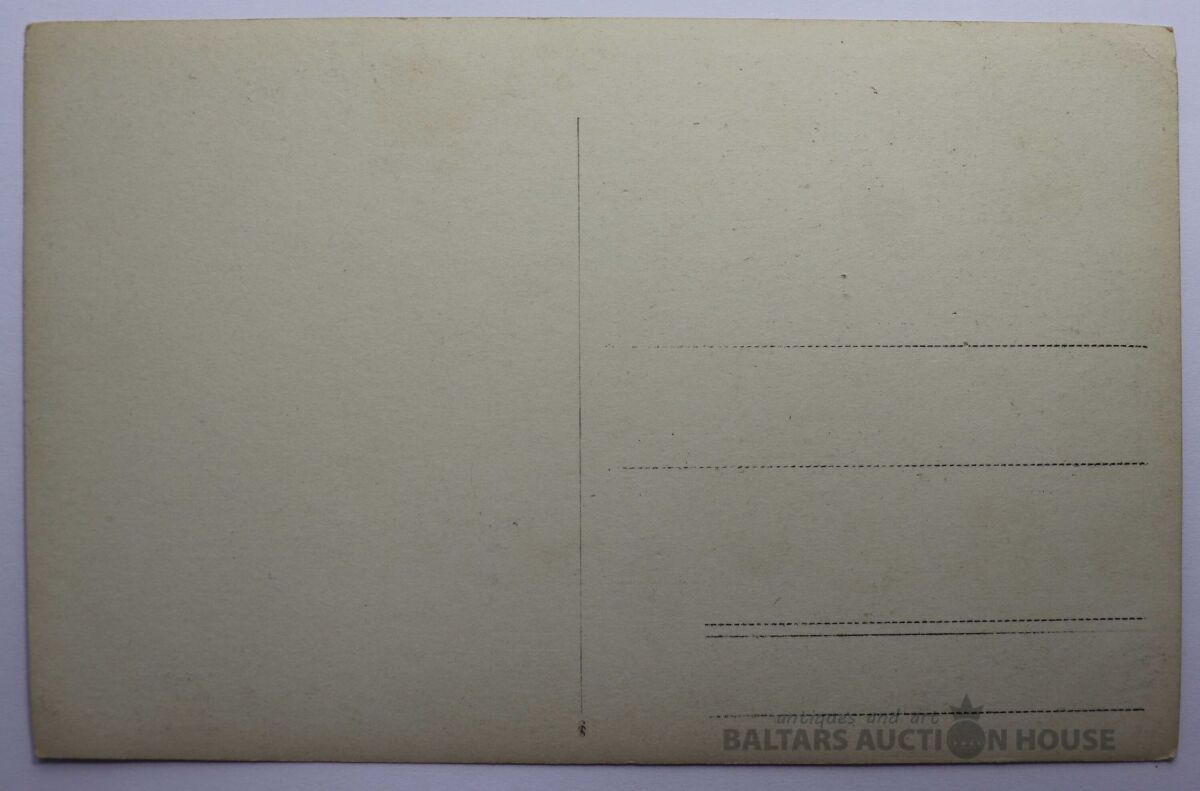 antiques and art
BALTARS AUCTION HOUSE